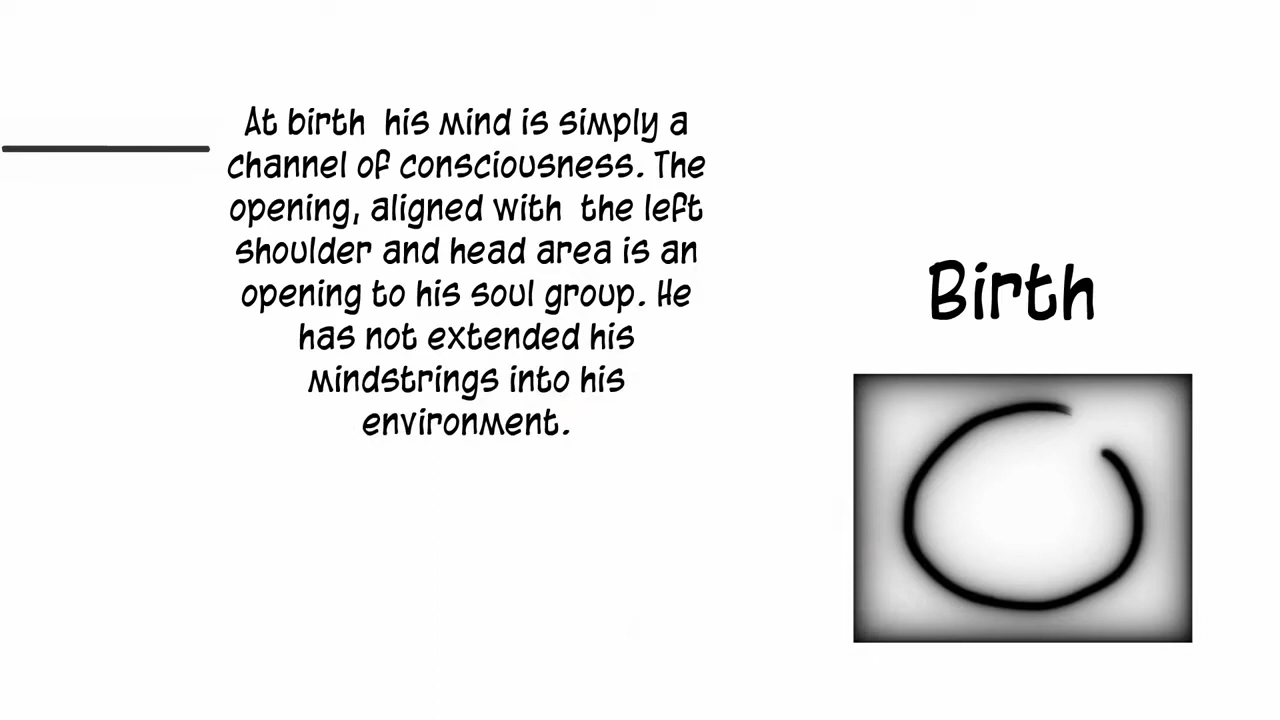 At birth his mind is simply a
channel of consciousness. The
opening, aligned with the left
shoulder and head area is an
opening to his soul group. He
has not extended his
mindstrings into his
environment.
Birth